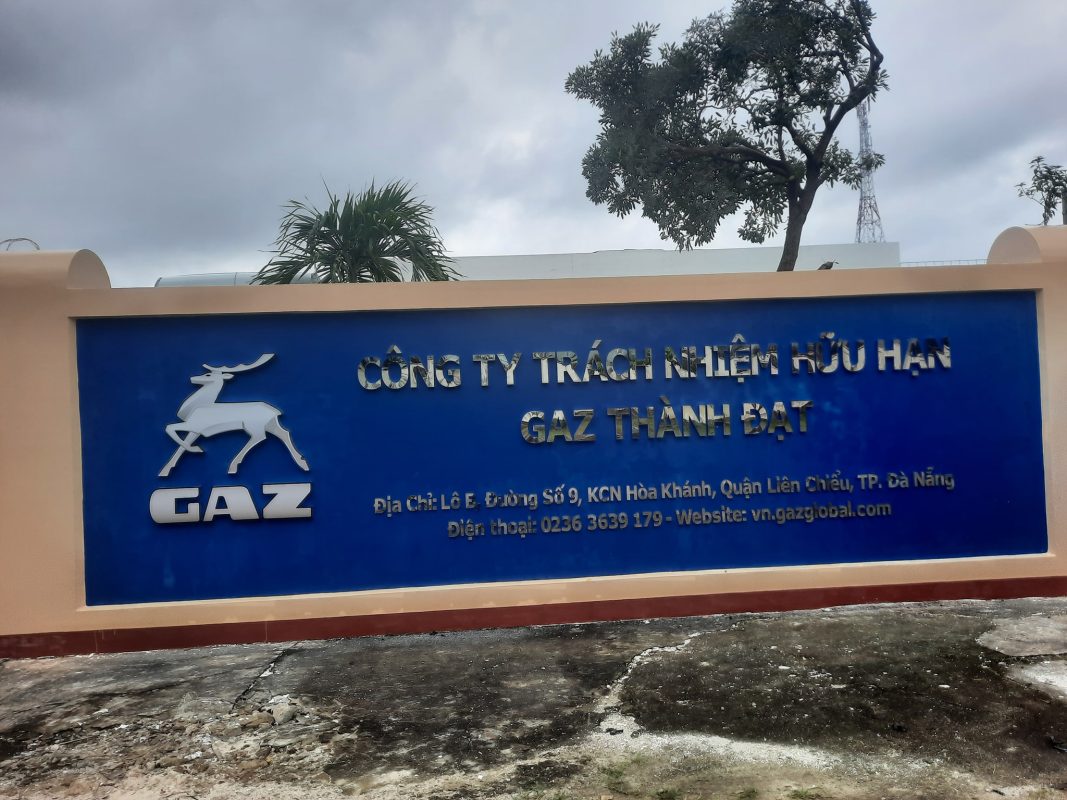 CÔNG TY TRÁCH NHIỆM HỮU HẠN
GAZ THÀNH ĐẠT
GAZ
Địa Chỉ: Lô E, Đường Số 9, KCN Hòa Khánh, Quận Liên Chiểu, TP. Đà Nẵng
Điện thoại: 0236 3639 179 - Website: vn.gazglobal.com